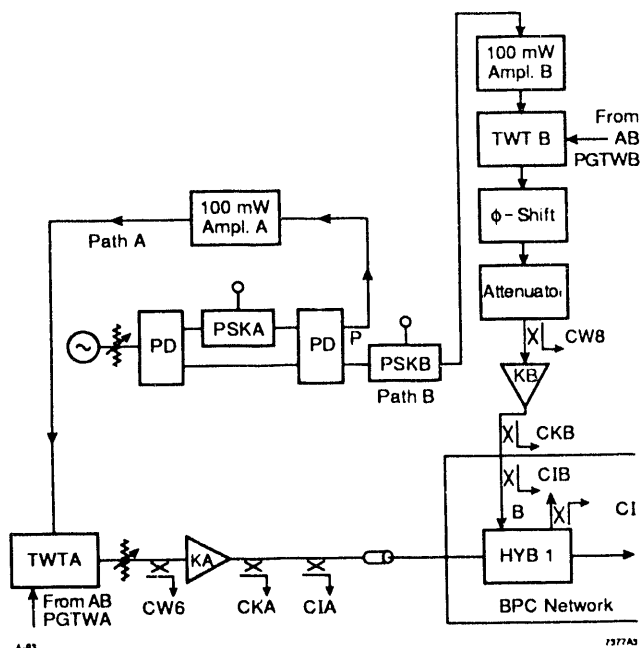 100 mW
Ampl. B
From
AB
PGTWB
TWT B
ϕ- Shift
Attenuator
CW8
KB
CKB
CIB
B
CI
HYB 1
BPC Network
100 mW
Ampl. A
Path A
PSKA
PD
PD
P
PSKB
Path B
TWTA
From AB
PGTWA
CW6
KA
CKA
CIA
7377A3